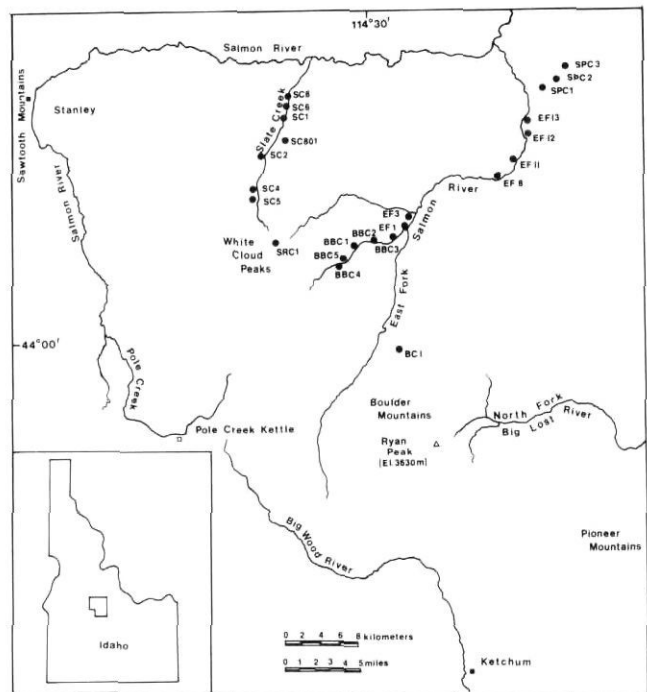 114°30'
Salmon River
Sawtooth Mountains
Stanley
Salmon River
Slate Creek
SC8
SC6
SC1
SC801
SC2
SC4
SC5
SPC3
SPC2
SPC1
EF13
EF12
EF11
EF8
Salmon River
East Fork
EF3
EF1
BBC2
BBC1
BBC3
BBC5
BBC4
SRC1
White
Cloud
Peaks
44°00'
BC1
Pole Creek
Pole Creek Kettle
Boulder
Mountains
North Fork
Big Lost River
Ryan
Peak
[El.3630m]
Pioneer
Mountains
Big Wood River
Idaho
0 2 4 6 8 kilometers
0 1 2 3 4 5 miles
Ketchum